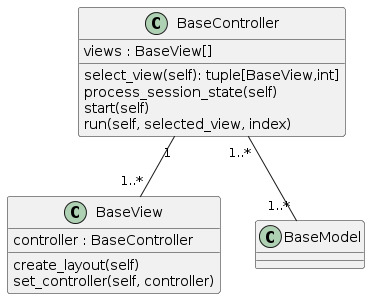 C BaseController
views : BaseView[]
select_view(self): tuple[BaseView,int]
process_session_state(self)
start(self)
run(self, selected_view, index)
1
1..*
1..*
1..*
C BaseView
controller : BaseController
create_layout(self)
set_controller(self, controller)
C BaseModel